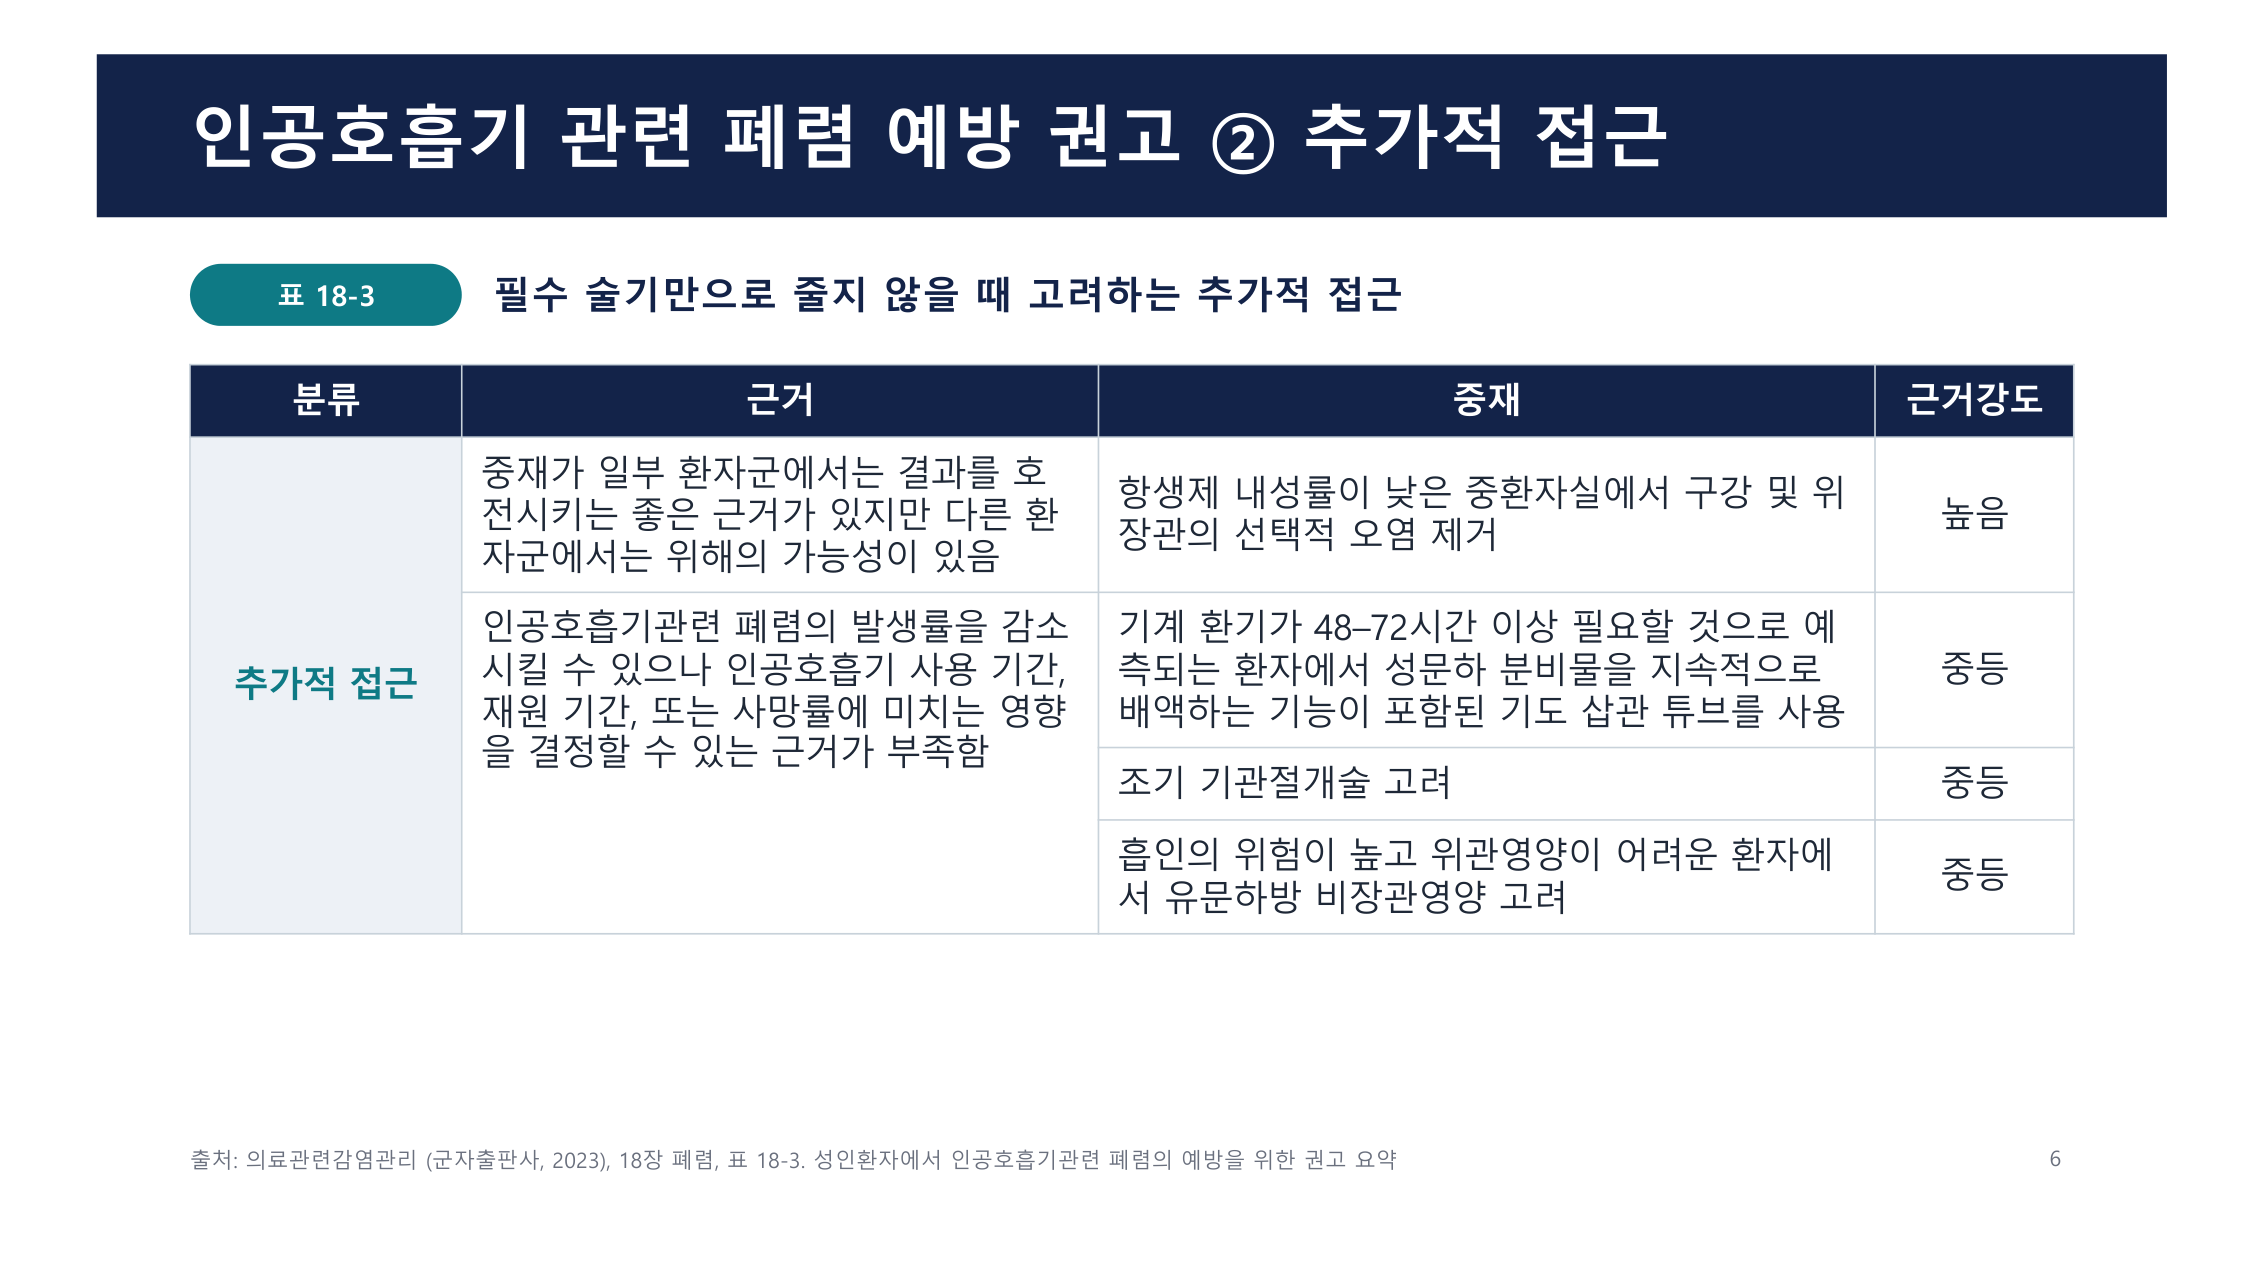 인공호흡기 관련 폐렴 예방 권고 ② 추가적 접근
표 18-3
필수 술기만으로 줄지 않을 때 고려하는 추가적 접근
분류
근거
중재
근거강도
추가적 접근
중재가 일부 환자군에서는 결과를 호
전시키는 좋은 근거가 있지만 다른 환
자군에서는 위해의 가능성이 있음
항생제 내성률이 낮은 중환자실에서 구강 및 위
장관의 선택적 오염 제거
높음
인공호흡기관련 폐렴의 발생률을 감소
시킬 수 있으나 인공호흡기 사용 기간,
재원 기간, 또는 사망률에 미치는 영향
을 결정할 수 있는 근거가 부족함
기계 환기가 48–72시간 이상 필요할 것으로 예
측되는 환자에서 성문하 분비물을 지속적으로
배액하는 기능이 포함된 기도 삽관 튜브를 사용
중등
조기 기관절개술 고려
중등
흡인의 위험이 높고 위관영양이 어려운 환자에
서 유문하방 비장관영양 고려
중등
출처: 의료관련감염관리 (군자출판사, 2023), 18장 폐렴, 표 18-3. 성인환자에서 인공호흡기관련 폐렴의 예방을 위한 권고 요약
6